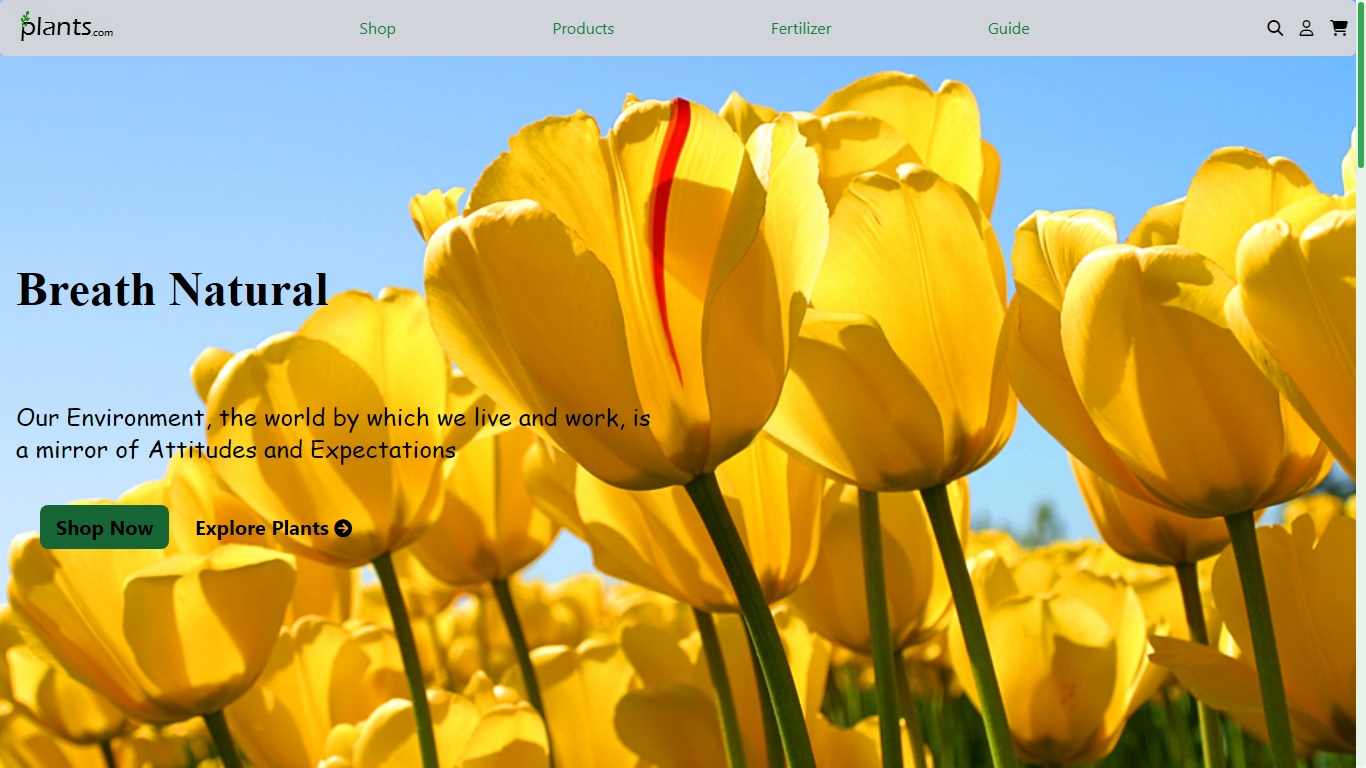 plants.com
Shop
Products
Fertilizer
Guide
Breath Natural
Our Environment, the world by which we live and work, is
a mirror of Attitudes and Expectations
Shop Now
Explore Plants